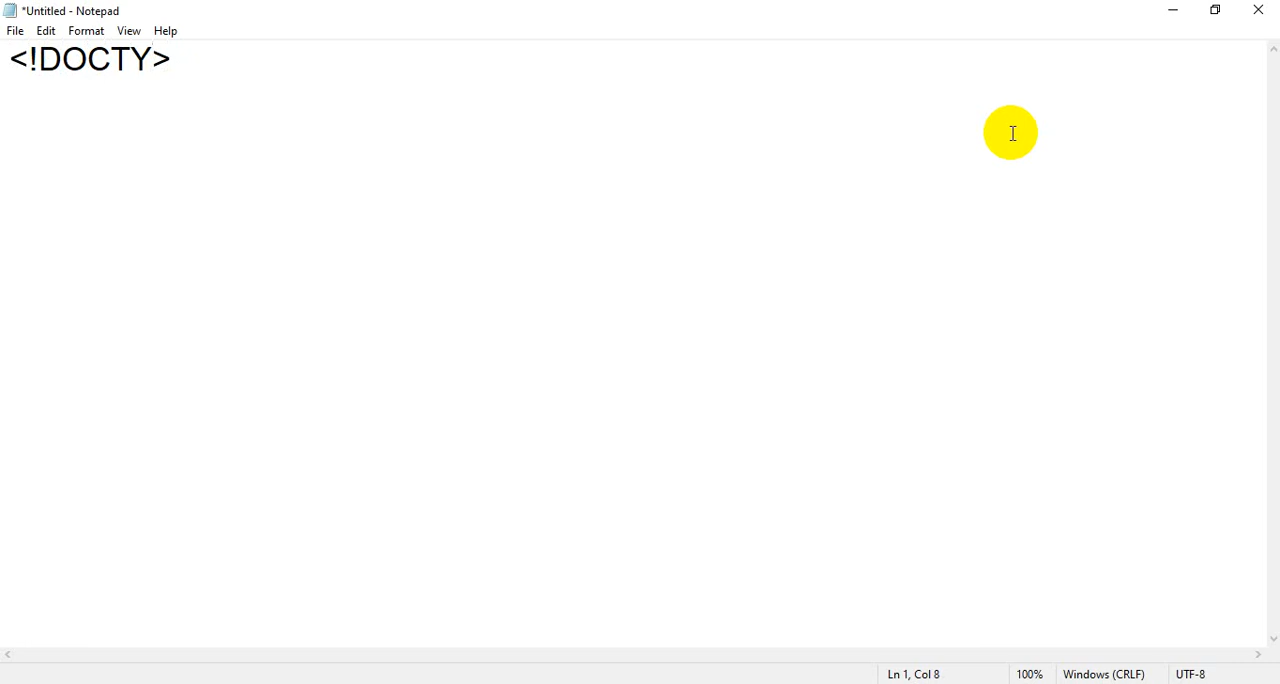 *Untitled - Notepad
File Edit Format View Help
<!DOCTY>
Ln 1, Col 8 100% Windows (CRLF) UTF-8